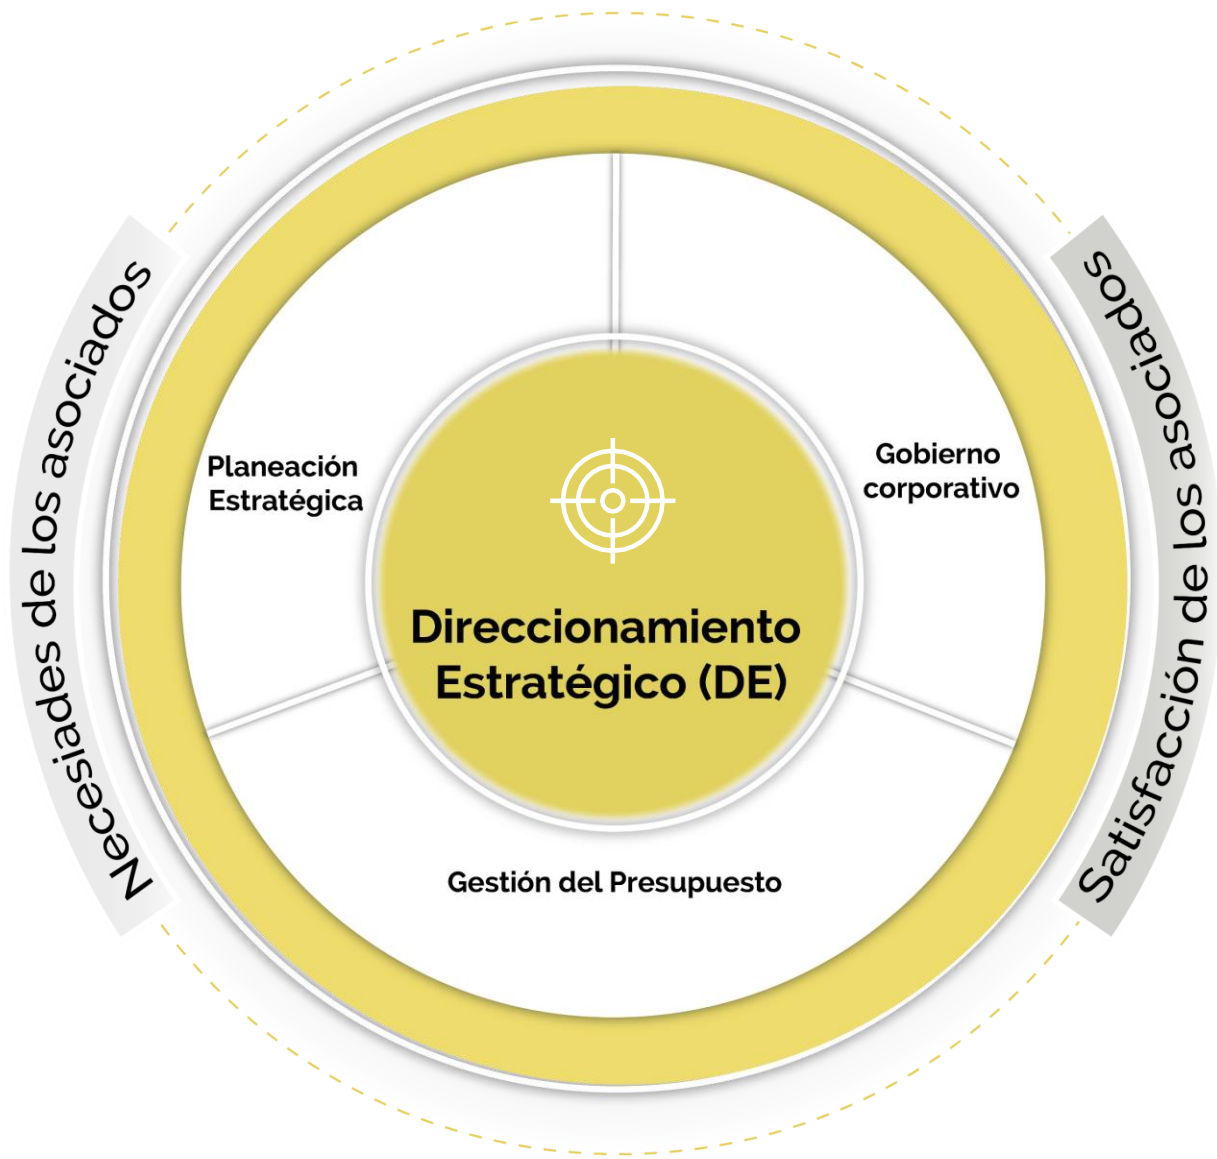 Necesiades de los asociados
Planeación
Estratégica
Gobierno
corporativo
Direccionamiento
Estratégico (DE)
Gestión del Presupuesto
Satisfacción de los asociados